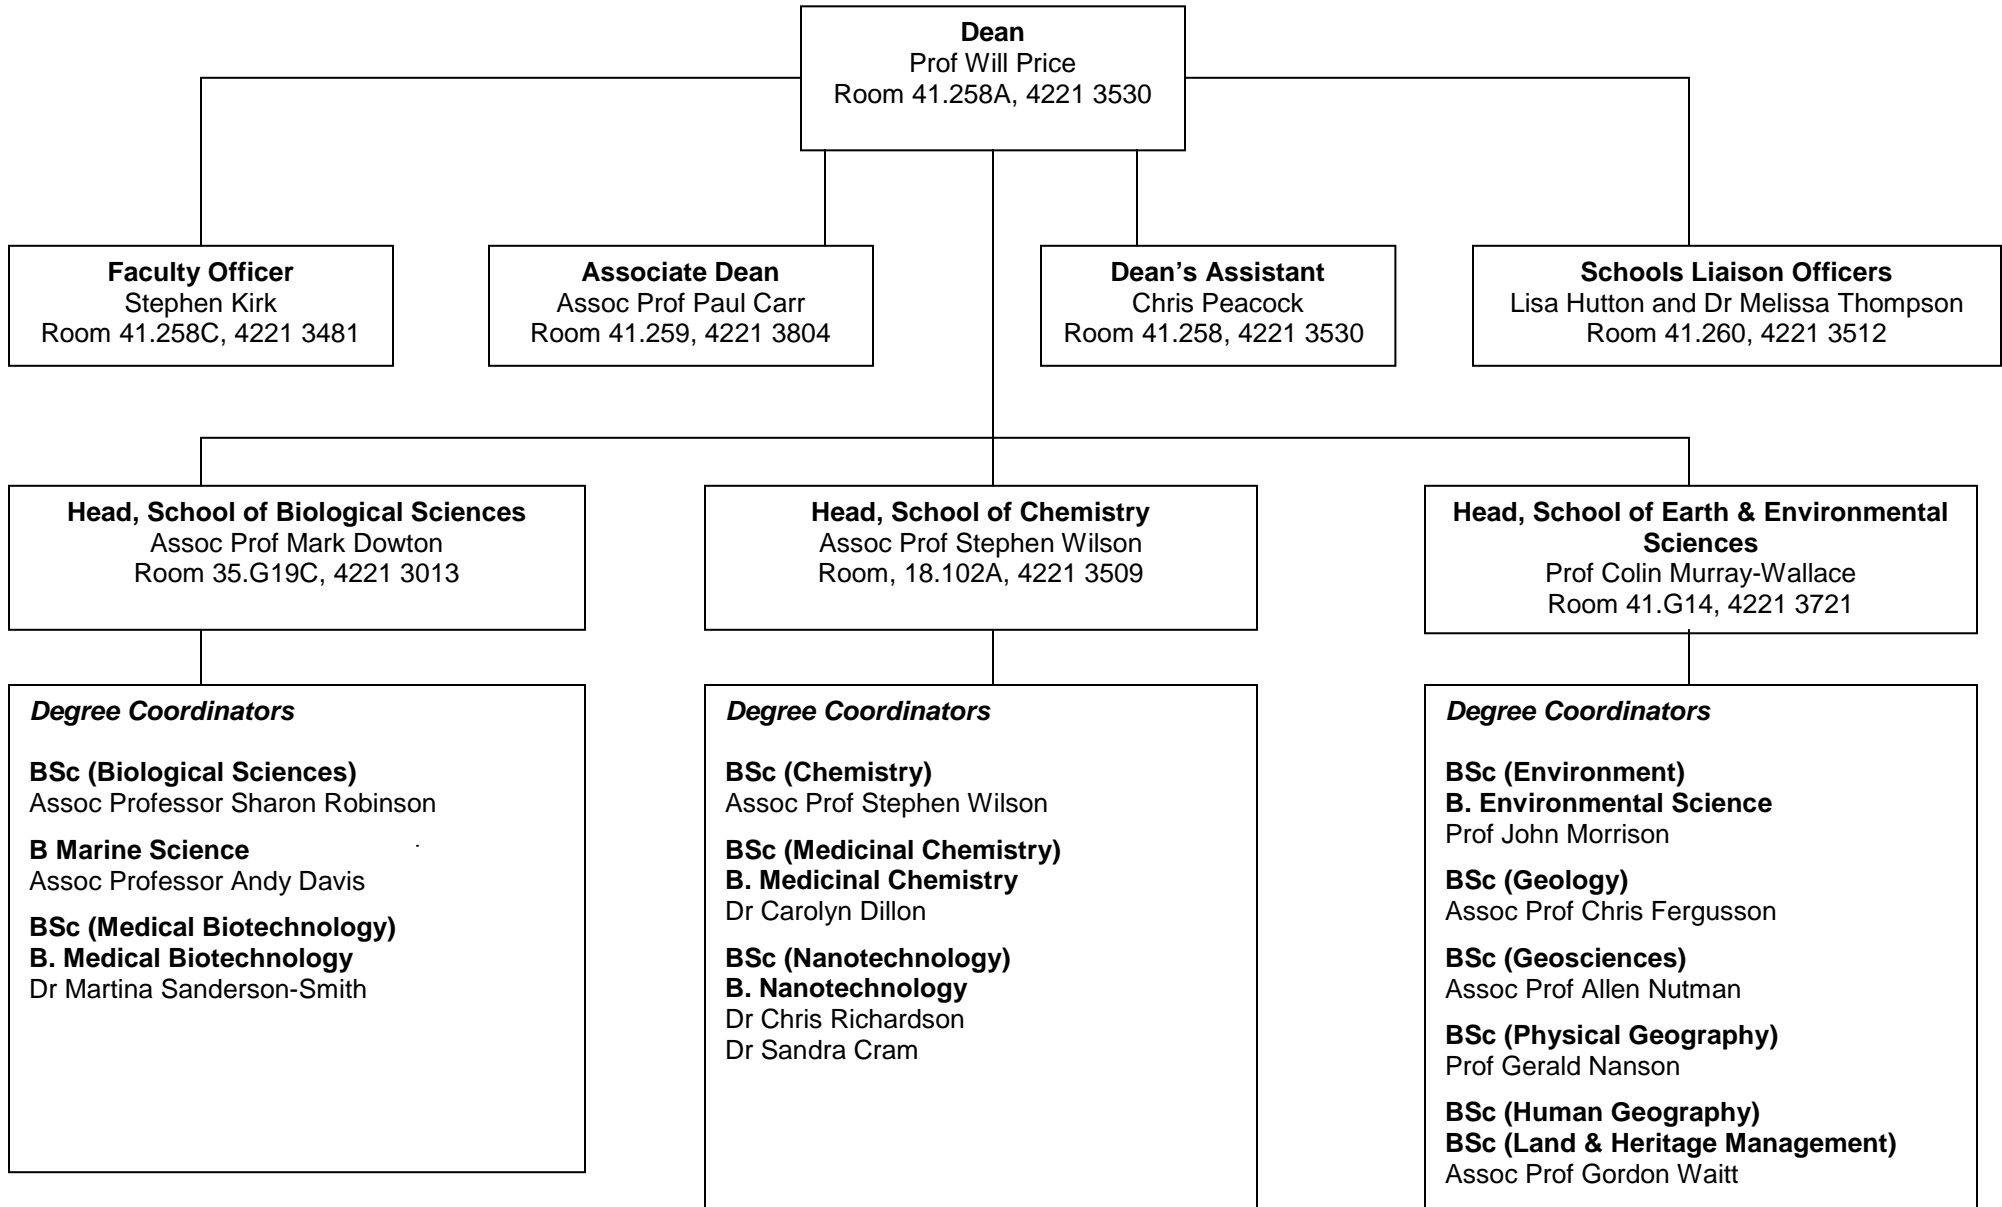 Dean
Prof Will Price
Room 41.258A, 4221 3530
Faculty Officer
Stephen Kirk
Room 41.258C, 4221 3481
Associate Dean
Assoc Prof Paul Carr
Room 41.259, 4221 3804
Dean’s Assistant
Chris Peacock
Room 41.258, 4221 3530
Schools Liaison Officers
Lisa Hutton and Dr Melissa Thompson
Room 41.260, 4221 3512
Head, School of Biological Sciences
Assoc Prof Mark Dowton
Room 35.G19C, 4221 3013
Head, School of Chemistry
Assoc Prof Stephen Wilson
Room, 18.102A, 4221 3509
Head, School of Earth & Environmental
Sciences
Prof Colin Murray-Wallace
Room 41.G14, 4221 3721
Degree Coordinators
BSc (Biological Sciences)
Assoc Professor Sharon Robinson
B Marine Science
Assoc Professor Andy Davis
BSc (Medical Biotechnology)
B. Medical Biotechnology
Dr Martina Sanderson-Smith
Degree Coordinators
BSc (Chemistry)
Assoc Prof Stephen Wilson
BSc (Medicinal Chemistry)
B. Medicinal Chemistry
Dr Carolyn Dillon
BSc (Nanotechnology)
B. Nanotechnology
Dr Chris Richardson
Dr Sandra Cram
Degree Coordinators
BSc (Environment)
B. Environmental Science
Prof John Morrison
BSc (Geology)
Assoc Prof Chris Fergusson
BSc (Geosciences)
Assoc Prof Allen Nutman
BSc (Physical Geography)
Prof Gerald Nanson
BSc (Human Geography)
BSc (Land & Heritage Management)
Assoc Prof Gordon Waitt